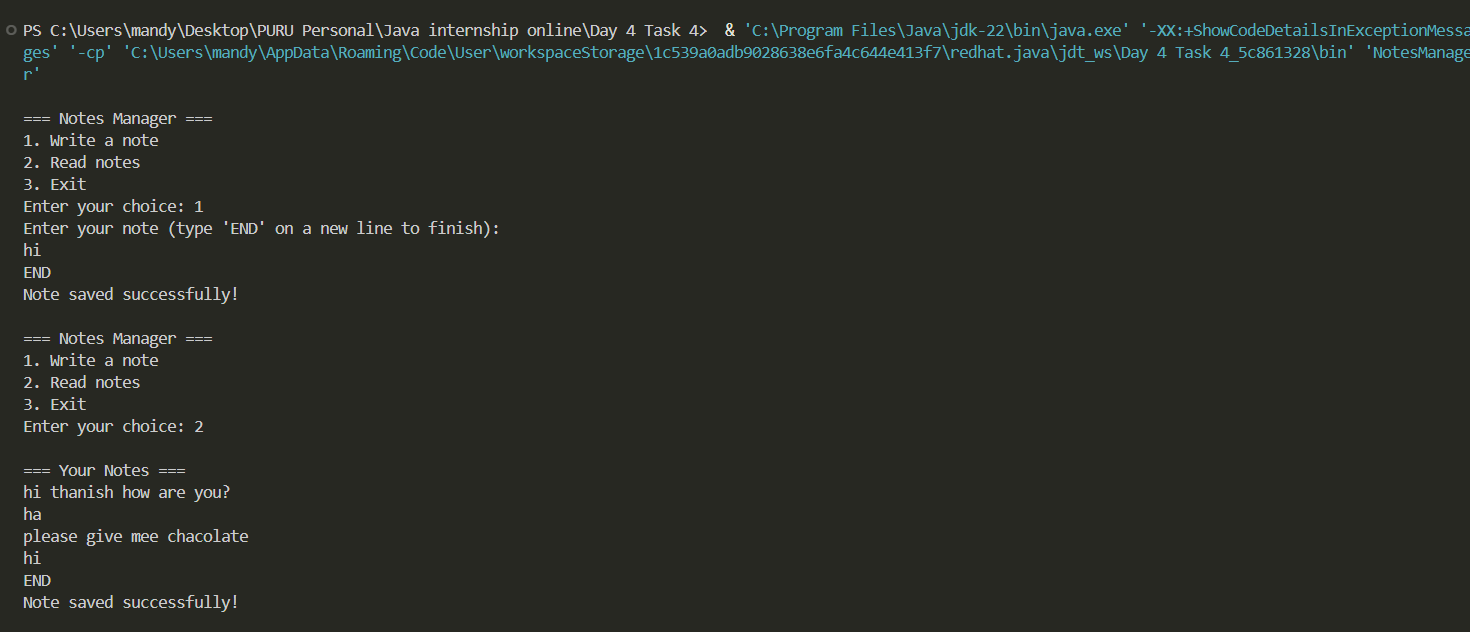 PS C:\Users\mandy\Desktop\PURU Personal\Java internship online\Day 4 Task 4>  & 'C:\Program Files\Java\jdk-22\bin\java.exe' '-XX:+ShowCodeDetailsInExceptionMessa
ges' '-cp' 'C:\Users\mandy\AppData\Roaming\Code\User\workspaceStorage\1c539a0adb9028638e6fa4c644e413f7\redhat.java\jdt_ws\Day 4 Task 4_5c861328\bin' 'NotesManage
r'
=== Notes Manager ===
1. Write a note
2. Read notes
3. Exit
Enter your choice: 1
Enter your note (type 'END' on a new line to finish):
hi
END
Note saved successfully!
=== Notes Manager ===
1. Write a note
2. Read notes
3. Exit
Enter your choice: 2
=== Your Notes ===
hi thanish how are you?
ha
please give mee chacolate
hi
END
Note saved successfully!